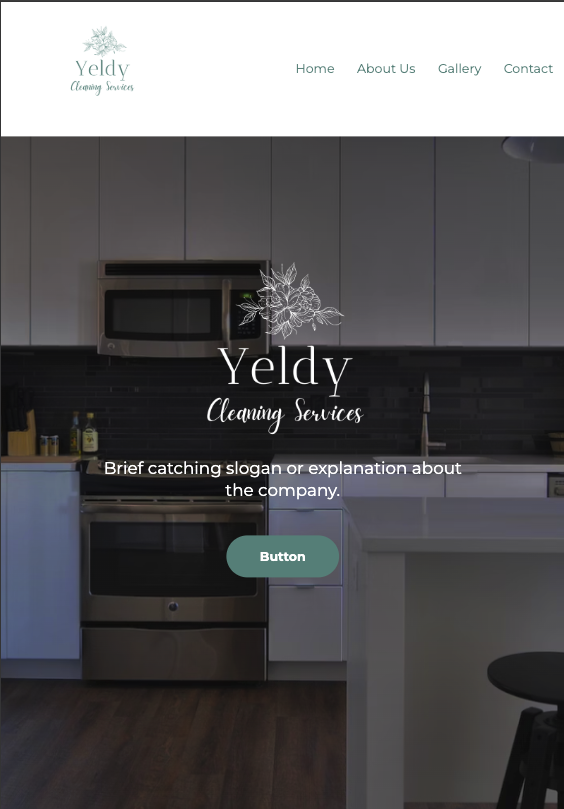 Yeldy
Cleaning Services
Home About Us Gallery Contact
Yeldy
Cleaning Services
Brief catching slogan or explanation about
the company.
Button